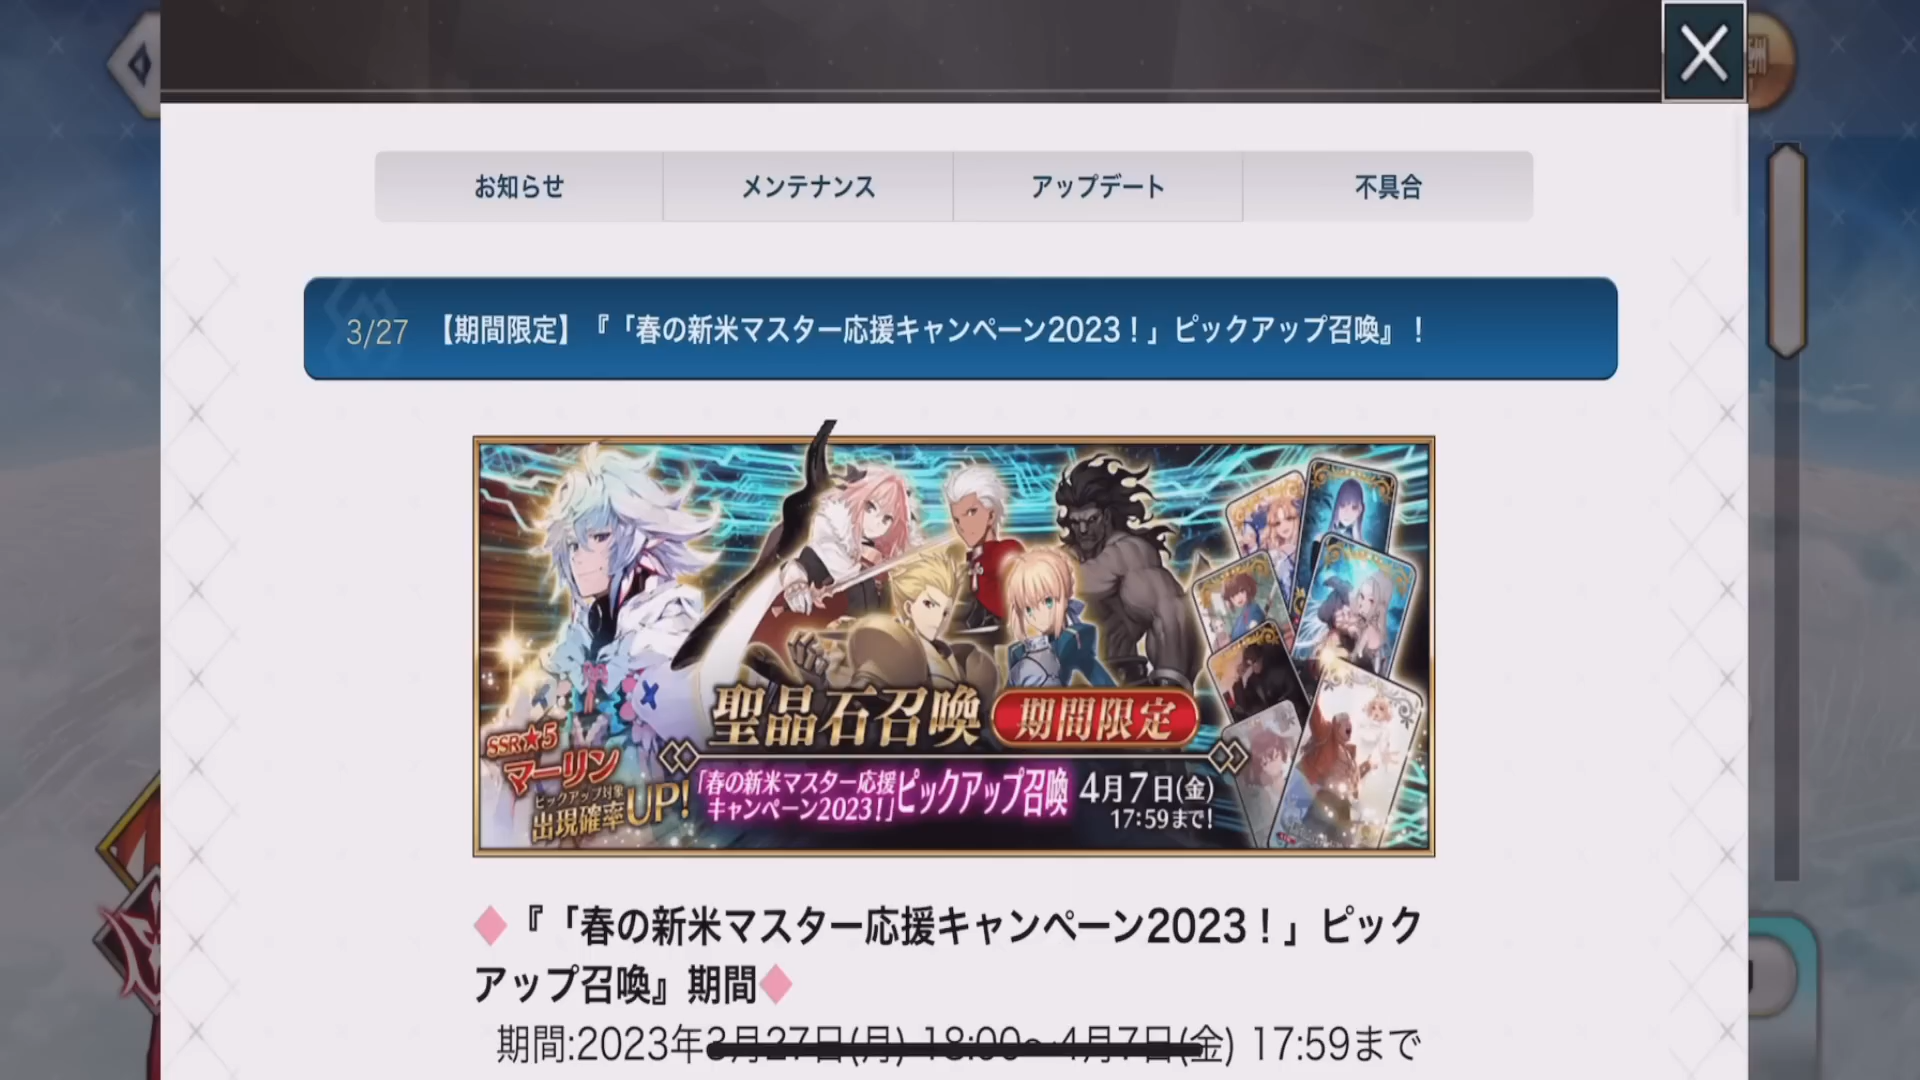 お知らせ
メンテナンス
アップデート
不具合
3/27 【期間限定】『「春の新米マスター応援キャンペーン2023！」ピックアップ召喚』！
聖晶石召喚 期間限定
SSR★5
マーリン
ピックアップ対象
出現確率UP!
「春の新米マスター応援
キャンペーン2023！」ピックアップ召喚
4月7日(金)
17:59まで!
◆『「春の新米マスター応援キャンペーン2023！」ピック
アップ召喚』期間◆
期間:2023年3月27日(月) 18:00〜4月7日(金) 17:59まで